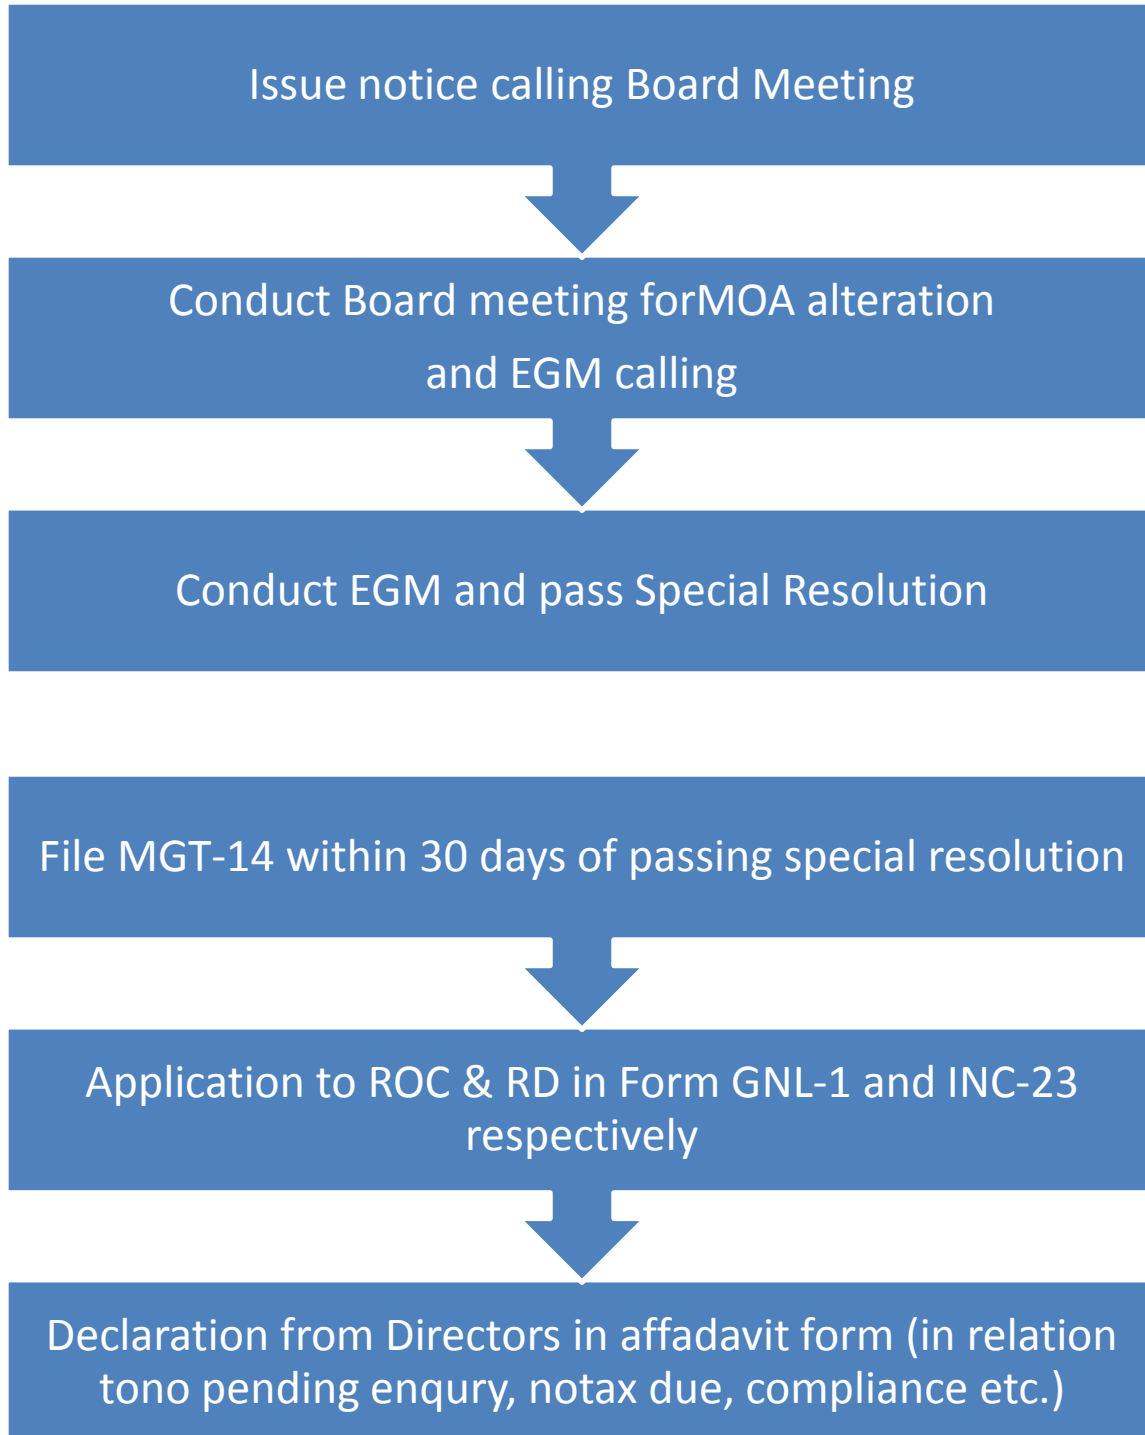 Issue notice calling Board Meeting
Conduct Board meeting forMOA alteration
and EGM calling
Conduct EGM and pass Special Resolution
File MGT-14 within 30 days of passing special resolution
Application to ROC & RD in Form GNL-1 and INC-23
respectively
Declaration from Directors in affadavit form (in relation
tono pending enqury, notax due, compliance etc.)